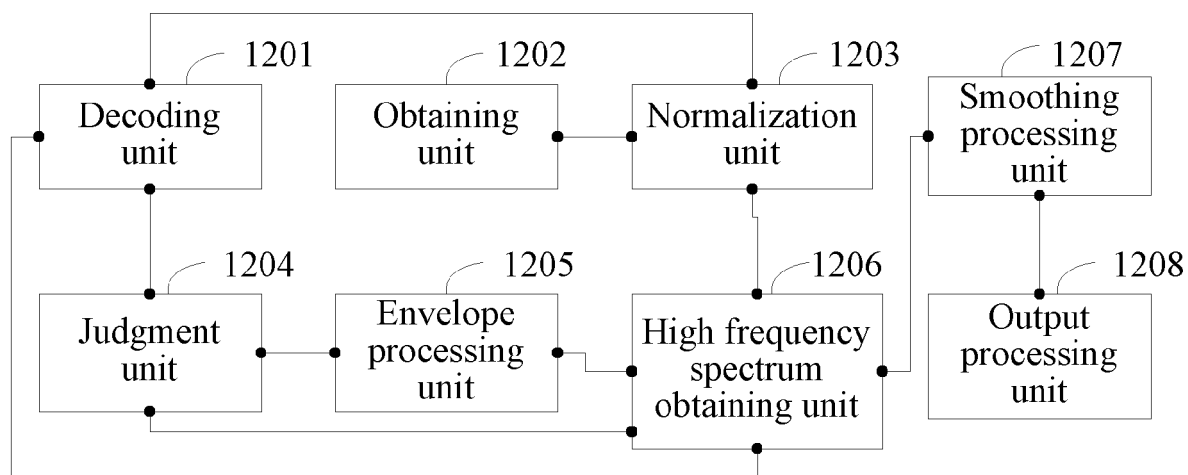 1201
Decoding
unit
1202
Obtaining
unit
1203
Normalization
unit
1207
Smoothing
processing
unit
1204
Judgment
unit
1205
Envelope
processing
unit
1206
High frequency
spectrum
obtaining unit
1208
Output
processing
unit